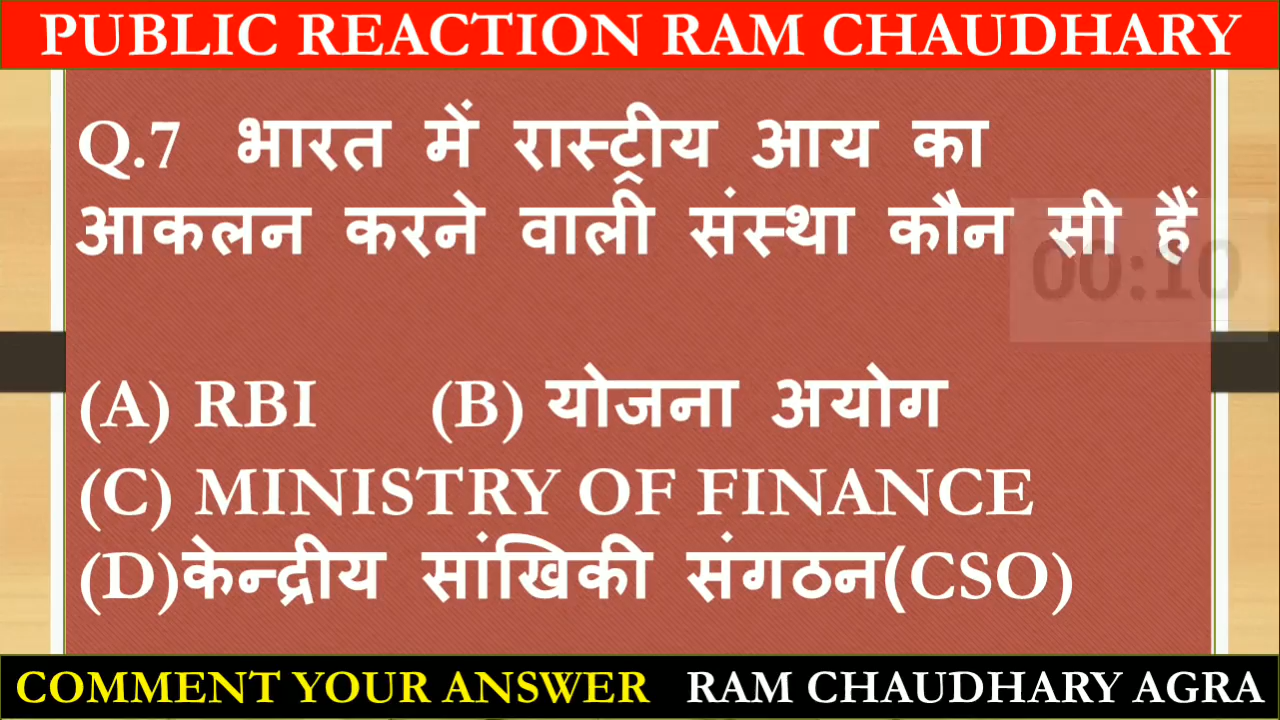 PUBLIC REACTION RAM CHAUDHARY
Q.7 भारत में रास्ट्रीय आय का
आकलन करने वाली संस्था कौन सी हैं
00:10
(A) RBI (B) योजना अयोग
(C) MINISTRY OF FINANCE
(D)केन्द्रीय सांखिकी संगठन(CSO)
COMMENT YOUR ANSWER RAM CHAUDHARY AGRA